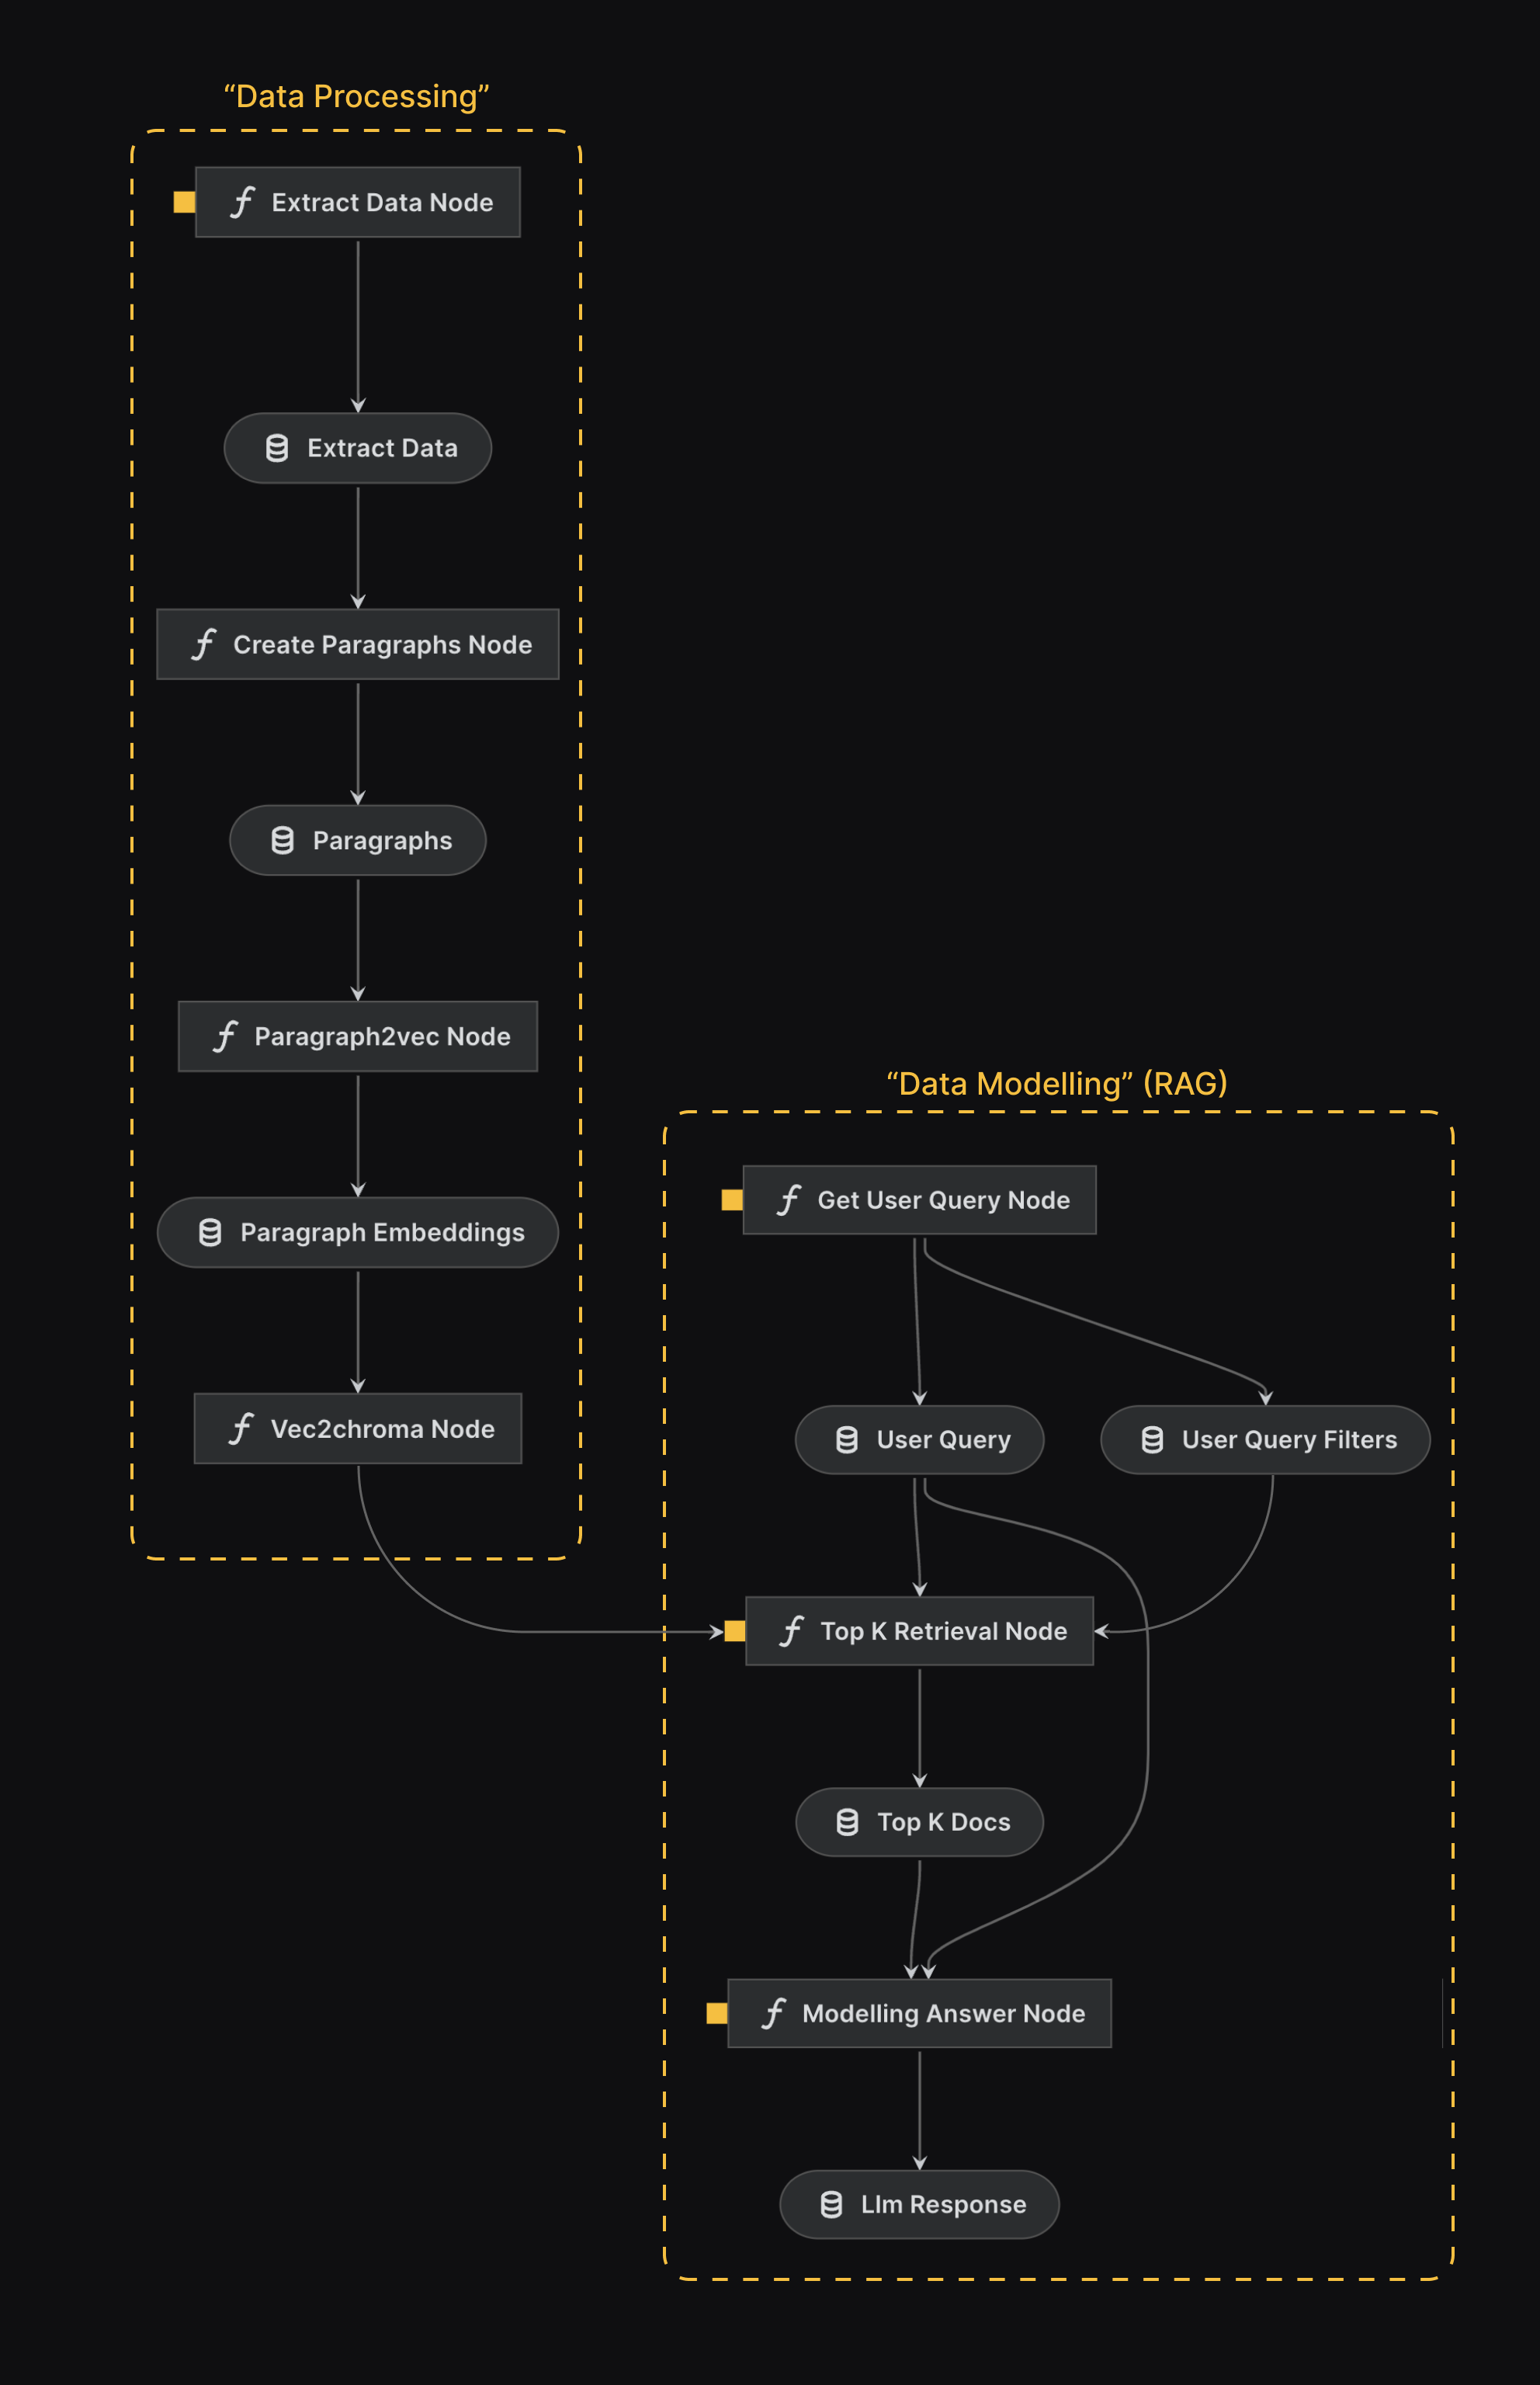 “Data Processing”
Extract Data Node
Extract Data
Create Paragraphs Node
Paragraphs
Paragraph2vec Node
Paragraph Embeddings
Vec2chroma Node
“Data Modelling” (RAG)
Get User Query Node
User Query
User Query Filters
Top K Retrieval Node
Top K Docs
Modelling Answer Node
Llm Response